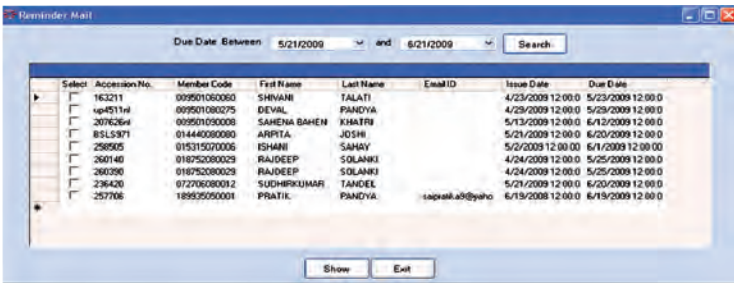 Reminder Mail
Due Date Between 5/21/2009 and 6/21/2009 Search
Select Accession No. Member Code First Name Last Name Email ID Issue Date Due Date
163211 009501060060 SHIVANI TALATI 4/23/2009 12:00:0 5/23/2009 12:00:0
up4511nl 009501080275 DEVAL PANDYA 4/29/2009 12:00:0 5/29/2009 12:00:0
207626nl 009501090008 SAHENA BAHEN KHATRI 5/13/2009 12:00:0 6/12/2009 12:00:0
BSLS971 014440080080 ARPITA JOSHI 5/21/2009 12:00:0 6/20/2009 12:00:0
258505 015315070006 ISHANI SAHAY 5/2/2009 12:00:00 6/1/2009 12:00:00
260140 018752080029 RAJDEEP SOLANKI 4/24/2009 12:00:0 5/25/2009 12:00:0
260390 018752080029 RAJDEEP SOLANKI 4/24/2009 12:00:0 5/25/2009 12:00:0
236420 072706080012 SUDHIRKUMAR TANDEL 5/21/2009 12:00:0 6/20/2009 12:00:0
257706 189935050001 PRATIK PANDYA 6/19/2008 12:00:0 6/19/2009 12:00:0
Show Exit